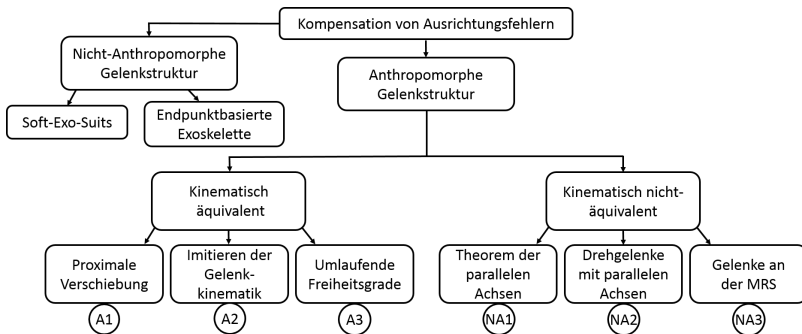 Kompensation von Ausrichtungsfehlern
Nicht-Anthropomorphe
Gelenkstruktur
Anthropomorphe
Gelenkstruktur
Soft-Exo-Suits
Endpunktbasierte
Exoskelette
Kinematisch
äquivalent
Kinematisch nicht-
äquivalent
Proximale
Verschiebung
Imitieren der
Gelenk-
kinematik
Umlaufende
Freiheitsgrade
Theorem der
parallelen
Achsen
Drehgelenke
mit parallelen
Achsen
Gelenke an
der MRS
A1
A2
A3
NA1
NA2
NA3